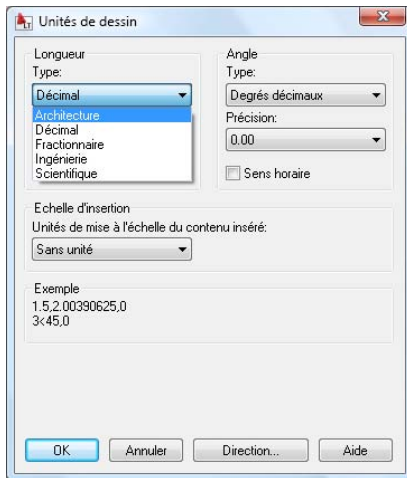 LT Unités de dessin
Longueur
Type:
Décimal
Architecture
Décimal
Fractionnaire
Ingénierie
Scientifique
Angle
Type:
Degrés décimaux
Précision:
0.00
Sens horaire
Echelle d'insertion
Unités de mise à l'échelle du contenu inséré:
Sans unité
Exemple
1.5,2.00390625,0
3<45,0
OK
Annuler
Direction...
Aide